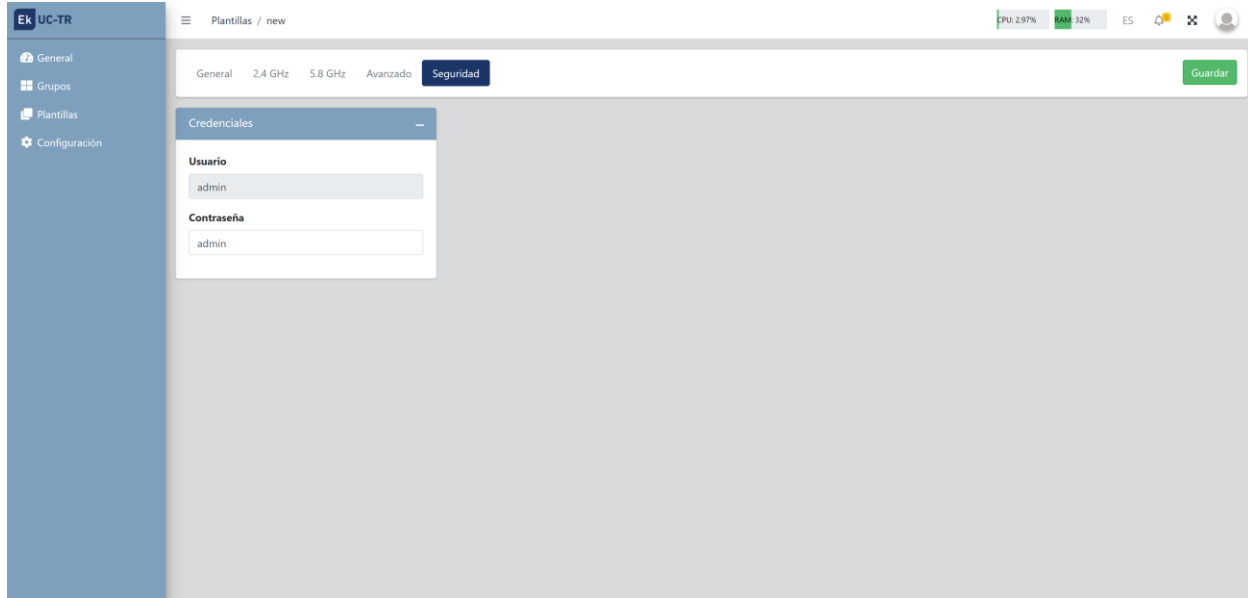 Ek UC-TR
Plantillas / new
CPU: 2.97%
RAM: 32%
ES
General
Grupos
Plantillas
Configuración
General 2.4 GHz 5.8 GHz Avanzado Seguridad
Guardar
Credenciales
Usuario
admin
Contraseña
admin